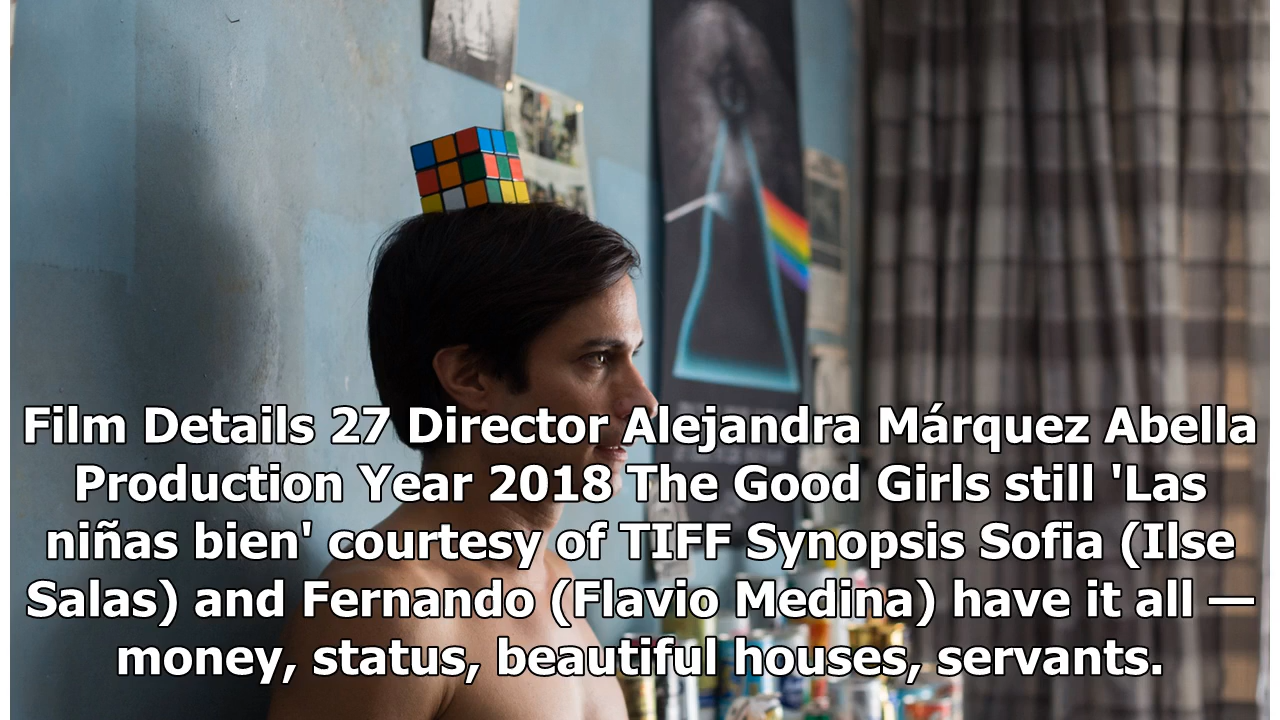 Film Details 27 Director Alejandra Márquez Abella
Production Year 2018 The Good Girls still 'Las
niñas bien' courtesy of TIFF Synopsis Sofia (Ilse
Salas) and Fernando (Flavio Medina) have it all —
money, status, beautiful houses, servants.